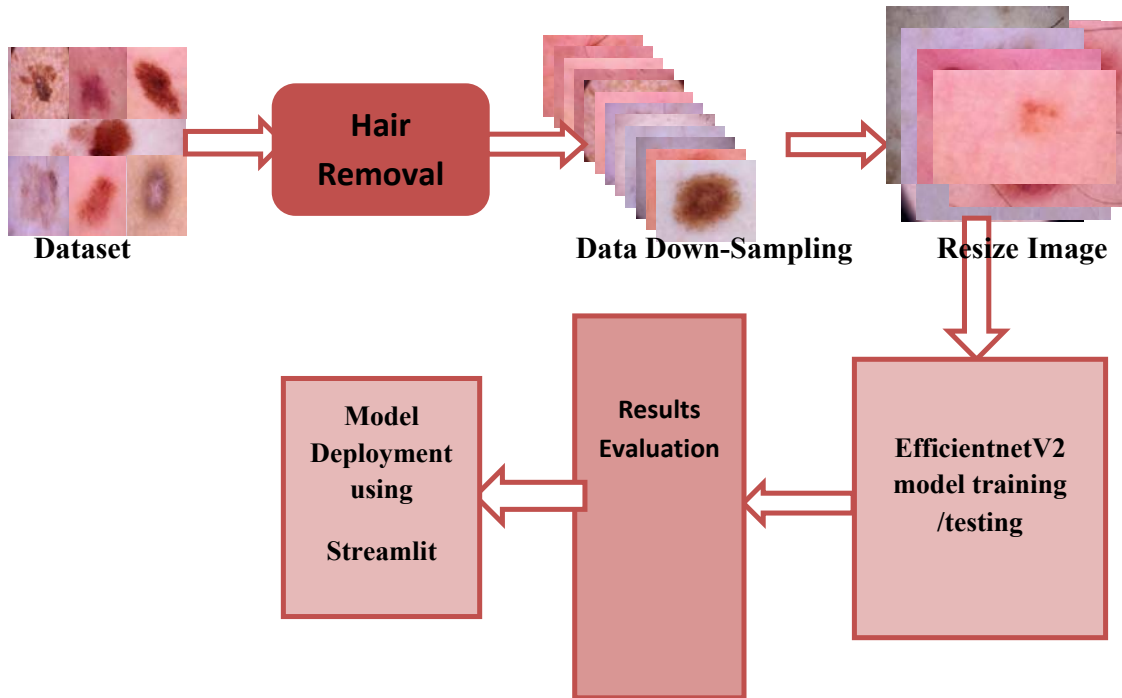 Hair
Removal
Dataset
Data Down-Sampling
Resize Image
EfficientnetV2
model training
/testing
Results
Evaluation
Model
Deployment
using
Streamlit